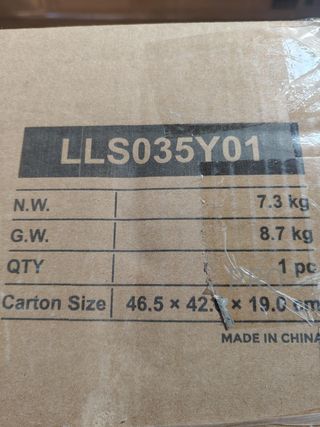 LLS035Y01
N.W. 7.3 kg
G.W. 8.7 kg
QTY 1 pc
Carton Size 46.5 × × 19.0 cm
MADE IN CHINA